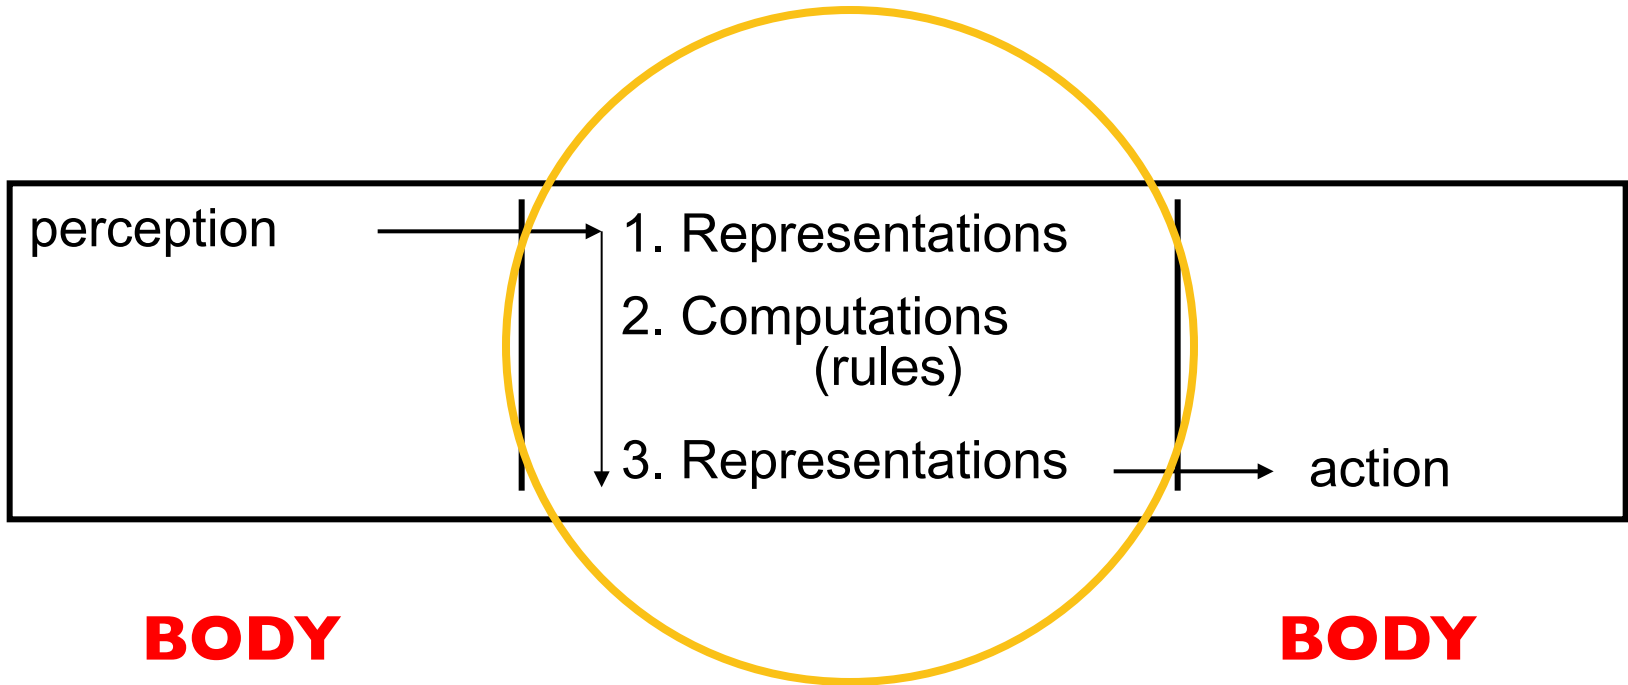 perception
1. Representations
2. Computations
(rules)
3. Representations
action
BODY
BODY